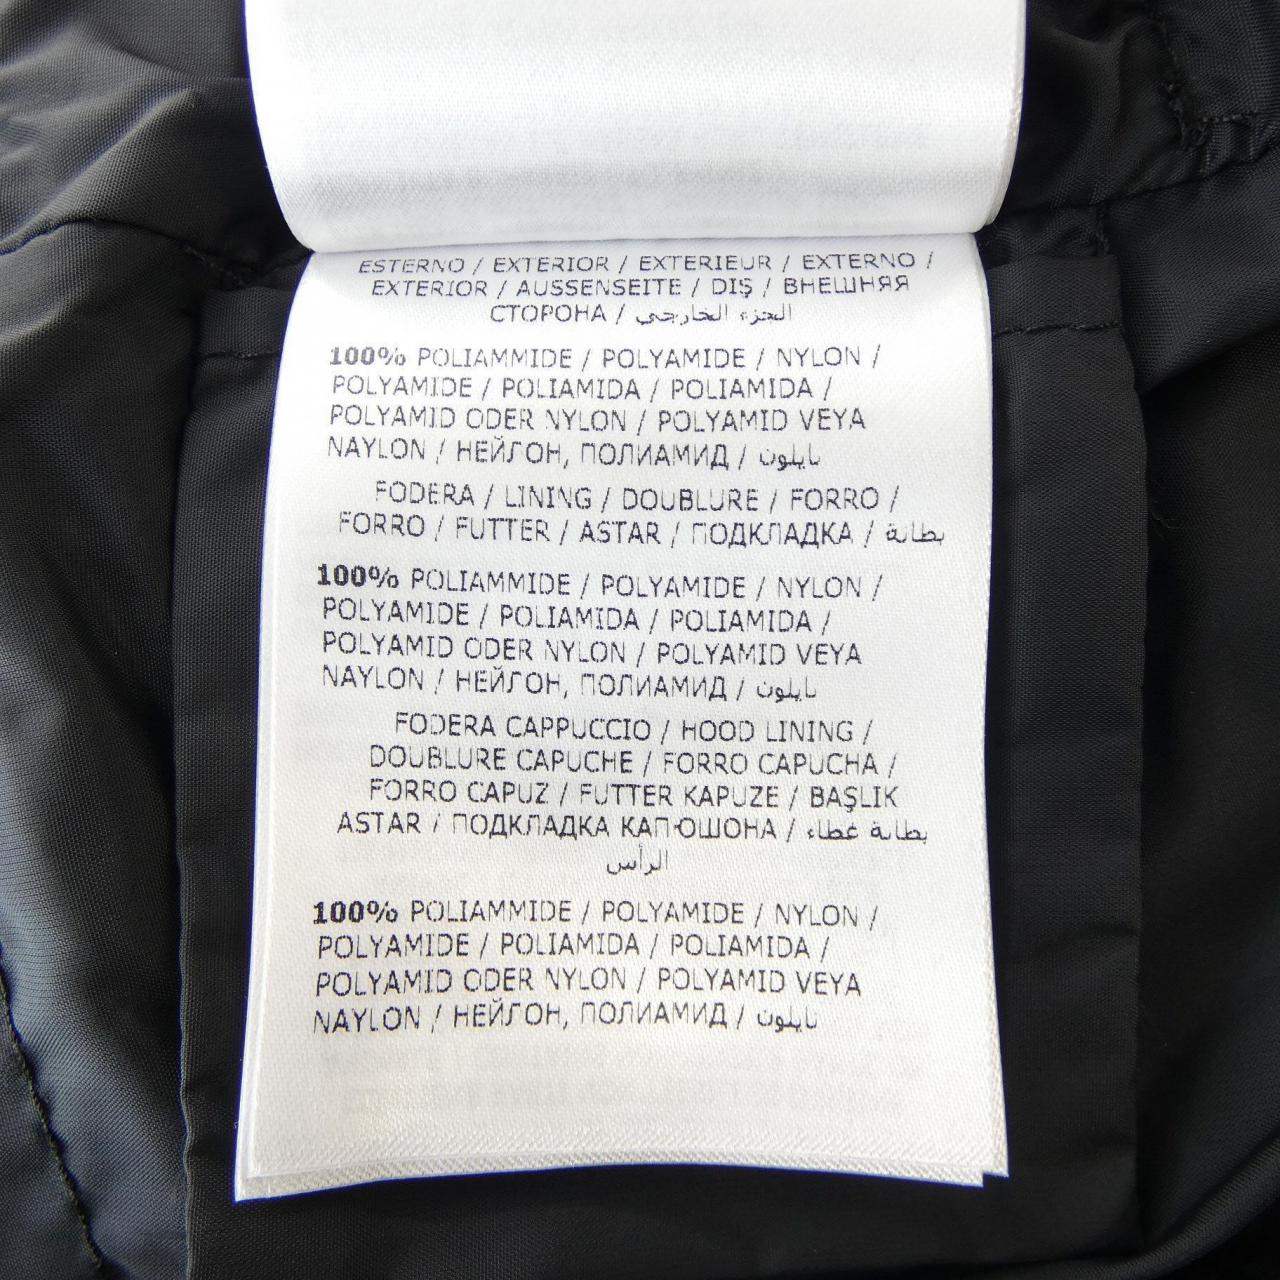 ESTERNO / EXTERIOR / EXTERIEUR / EXTERNO /
EXTERIOR / AUSSENSEITE / DIŞ / ВНЕШНЯЯ
СТОРОНА / الجزء الخارجي
100% POLIAMMIDE / POLYAMIDE / NYLON /
POLYAMIDE / POLIAMIDA / POLIAMIDA /
POLYAMID ODER NYLON / POLYAMID VEYA
NAYLON / НЕЙЛОН, ПОЛИАМИД / نايلون
FODERA / LINING / DOUBLURE / FORRO /
FORRO / FUTTER / ASTAR / ПОДКЛАДКА / بطانة
100% POLIAMMIDE / POLYAMIDE / NYLON /
POLYAMIDE / POLIAMIDA / POLIAMIDA /
POLYAMID ODER NYLON / POLYAMID VEYA
NAYLON / НЕЙЛОН, ПОЛИАМИД / نايلون
FODERA CAPPUCCIO / HOOD LINING /
DOUBLURE CAPUCHE / FORRO CAPUCHA /
FORRO CAPUZ / FUTTER KAPUZE / BAŞLIK
ASTAR / ПОДКЛАДКА КАПЮШОНА / بطانة غطاء
الرأس
100% POLIAMMIDE / POLYAMIDE / NYLON /
POLYAMIDE / POLIAMIDA / POLIAMIDA /
POLYAMID ODER NYLON / POLYAMID VEYA
NAYLON / НЕЙЛОН, ПОЛИАМИД / نايلون